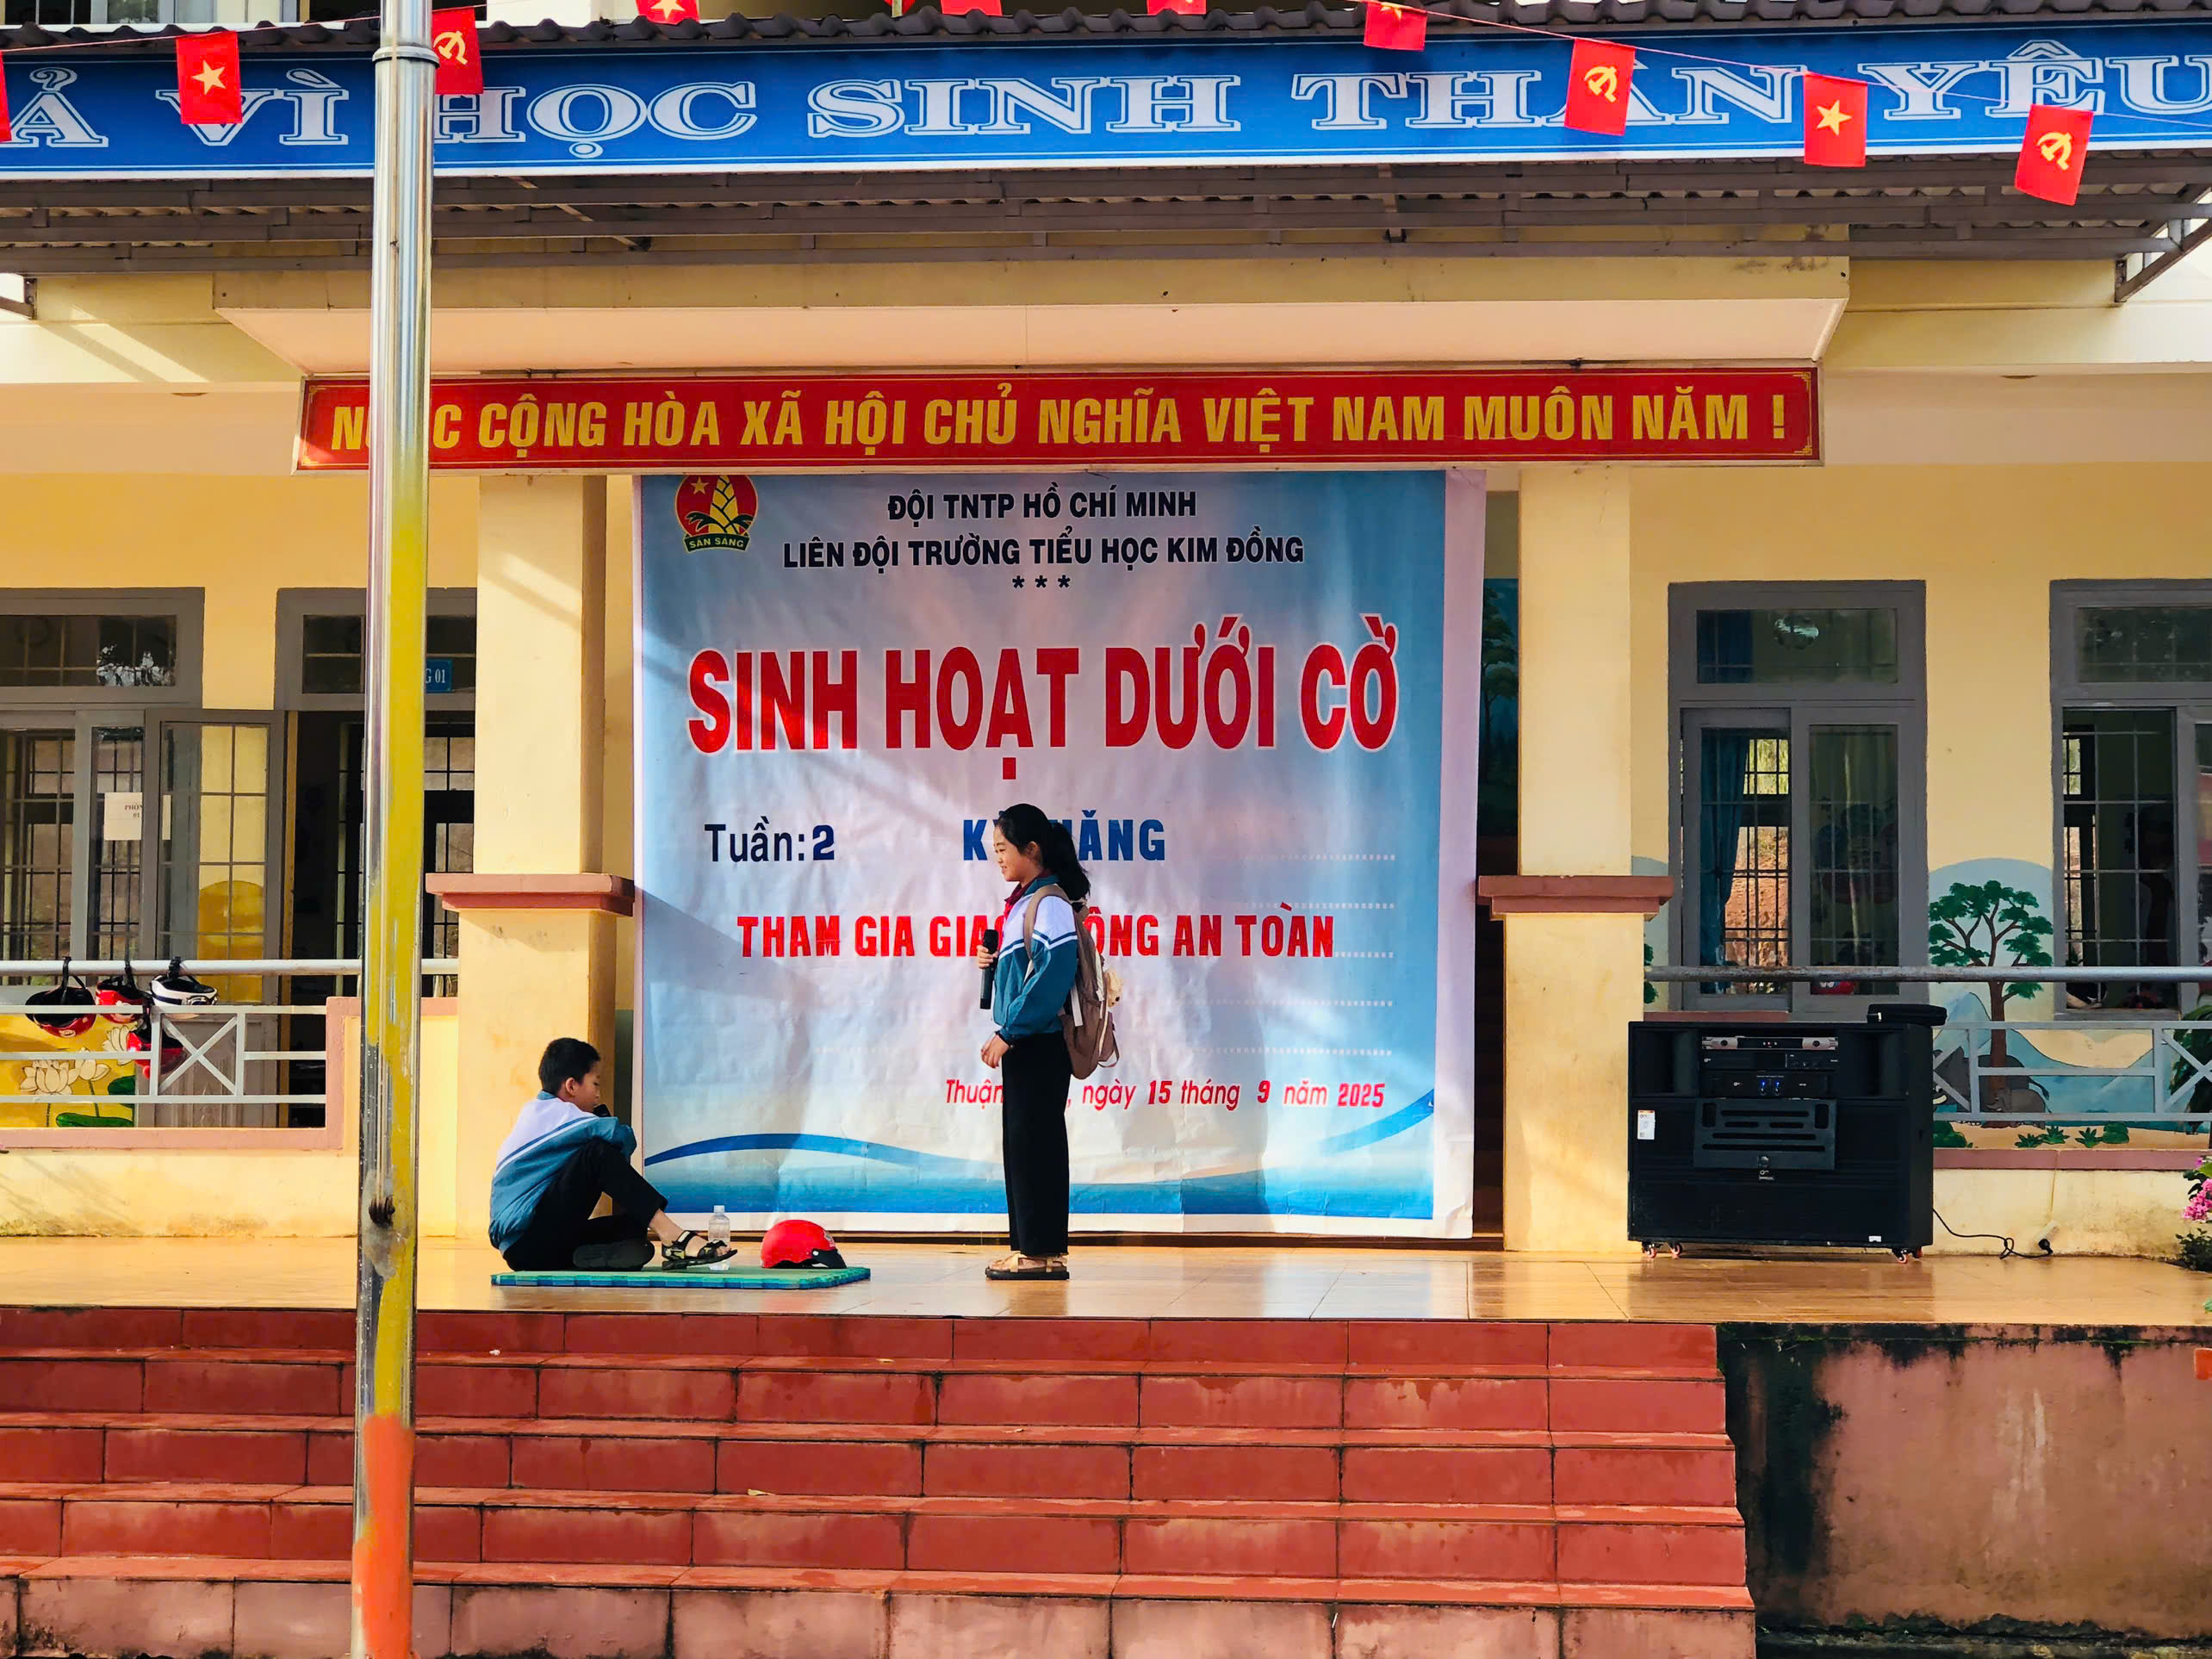 Ả VÌ HỌC SINH THÂN YÊU
CỘNG HÒA XÃ HỘI CHỦ NGHĨA VIỆT NAM MUÔN NĂM !
SẴN SÀNG
ĐỘI TNTP HỒ CHÍ MINH
LIÊN ĐỘI TRƯỜNG TIỂU HỌC KIM ĐỒNG
***
SINH HOẠT DƯỚI CỜ
Tuần: 2
THAM GIA AN TOÀN
ngày 15 tháng 9 năm 2025
01